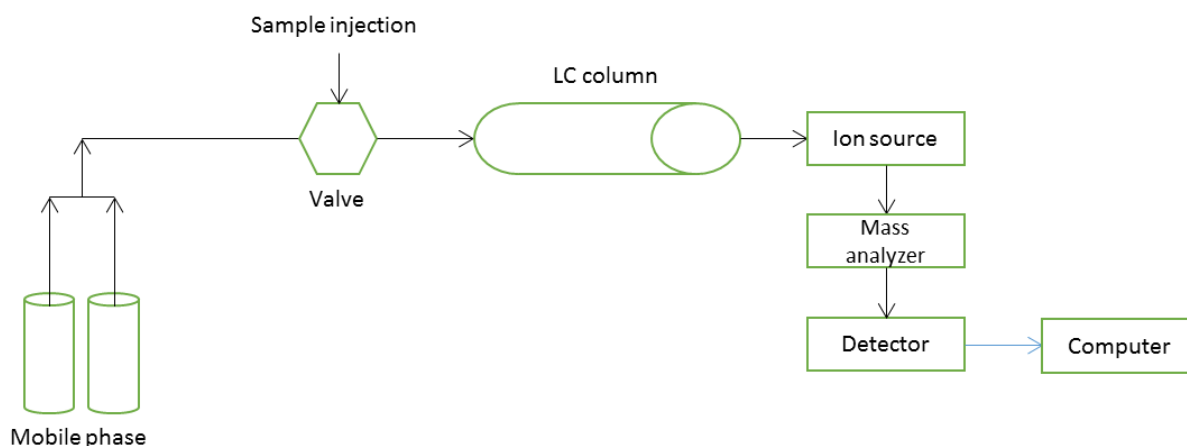 Sample injection
LC column
Ion source
Valve
Mass
analyzer
Detector
Computer
Mobile phase